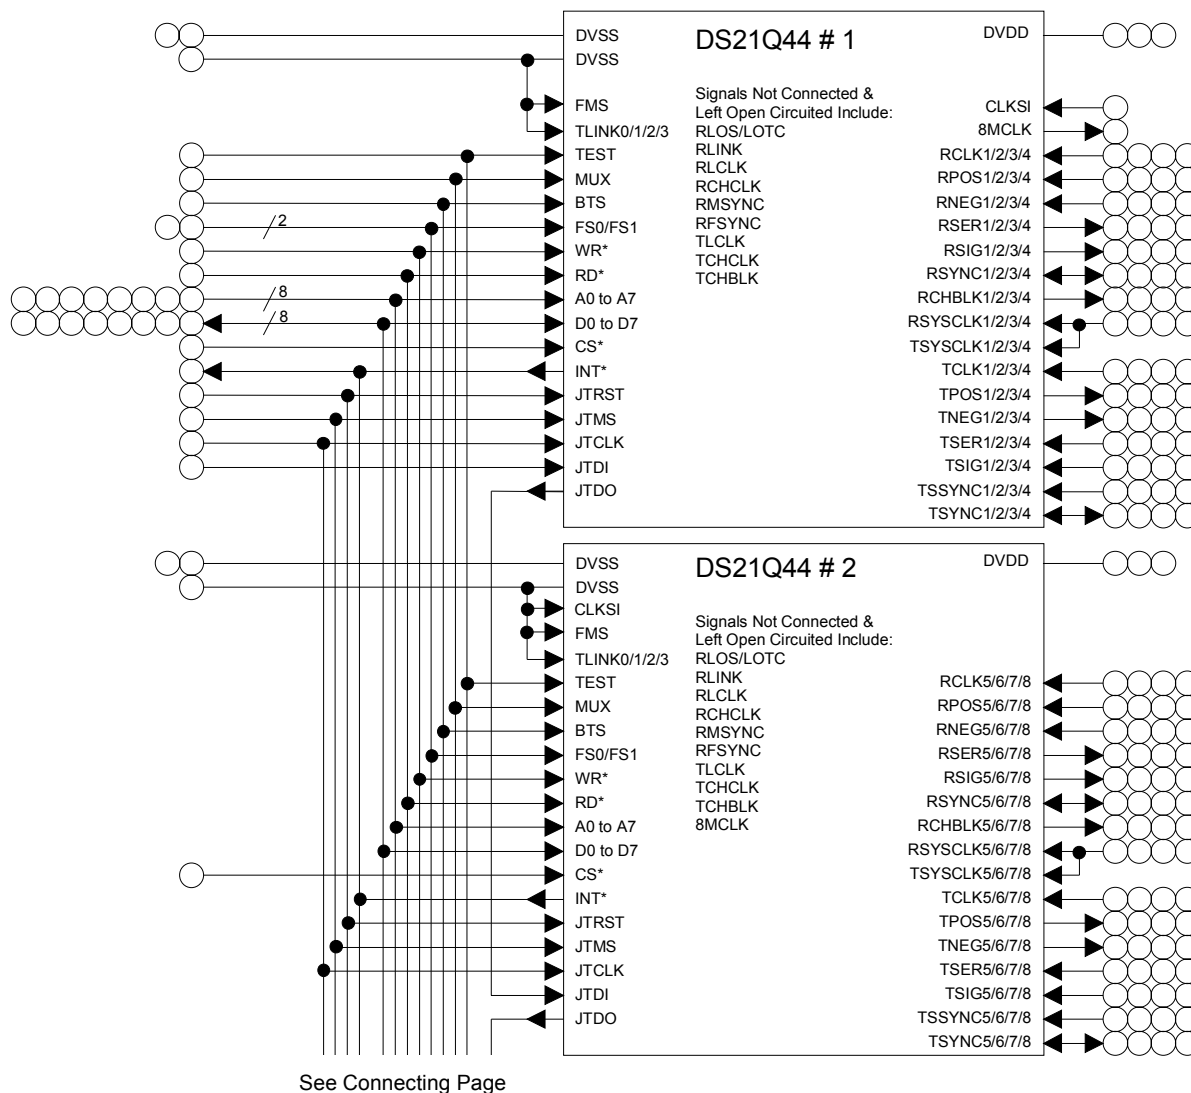 DS21Q44 # 1
DVSS
DVSS
FMS
TLINK0/1/2/3
TEST
MUX
BTS
2
FS0/FS1
WR*
RD*
8
A0 to A7
8
D0 to D7
CS*
INT*
JTRST
JTMS
JTCLK
JTDI
JTDO
Signals Not Connected &
Left Open Circuited Include:
RLOS/LOTC
RLINK
RLCLK
RCHCLK
RMSYNC
RFSYNC
TLCLK
TCHCLK
TCHBLK
DVDD
CLKSI
8MCLK
RCLK1/2/3/4
RPOS1/2/3/4
RNEG1/2/3/4
RSER1/2/3/4
RSIG1/2/3/4
RSYNC1/2/3/4
RCHBLK1/2/3/4
RSYSCLK1/2/3/4
TSYSCLK1/2/3/4
TCLK1/2/3/4
TPOS1/2/3/4
TNEG1/2/3/4
TSER1/2/3/4
TSIG1/2/3/4
TSSYNC1/2/3/4
TSYNC1/2/3/4
DS21Q44 # 2
DVSS
DVSS
CLKSI
FMS
TLINK0/1/2/3
TEST
MUX
BTS
FS0/FS1
WR*
RD*
A0 to A7
D0 to D7
CS*
INT*
JTRST
JTMS
JTCLK
JTDI
JTDO
Signals Not Connected &
Left Open Circuited Include:
RLOS/LOTC
RLINK
RLCLK
RCHCLK
RMSYNC
RFSYNC
TLCLK
TCHCLK
TCHBLK
8MCLK
DVDD
RCLK5/6/7/8
RPOS5/6/7/8
RNEG5/6/7/8
RSER5/6/7/8
RSIG5/6/7/8
RSYNC5/6/7/8
RCHBLK5/6/7/8
RSYSCLK5/6/7/8
TSYSCLK5/6/7/8
TCLK5/6/7/8
TPOS5/6/7/8
TNEG5/6/7/8
TSER5/6/7/8
TSIG5/6/7/8
TSSYNC5/6/7/8
TSYNC5/6/7/8
See Connecting Page